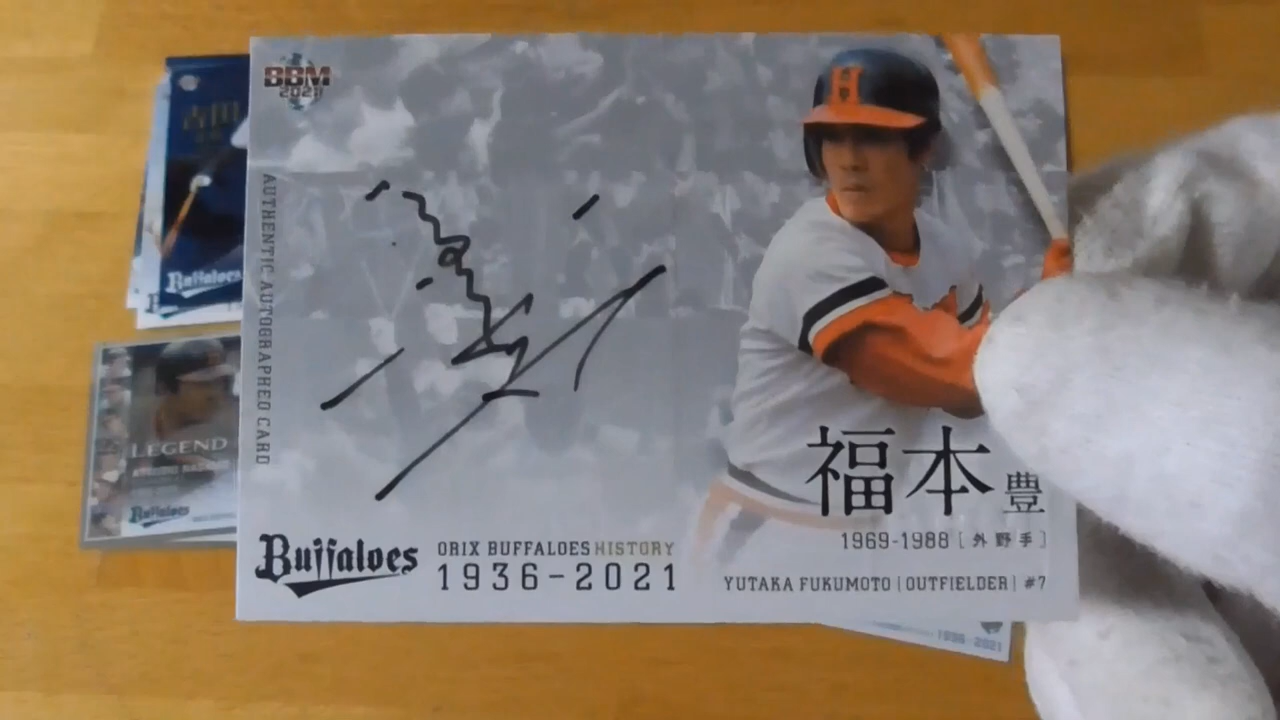 BBM
2021
AUTHENTIC AUTOGRAPHED CARD
H
福本 豊
1969-1988 [外野手]
YUTAKA FUKUMOTO | OUTFIELDER | #7
Buffaloes
ORIX BUFFALOES HISTORY
1936-2021
Buffaloes
LEGEND
Buffaloes
1936-2021